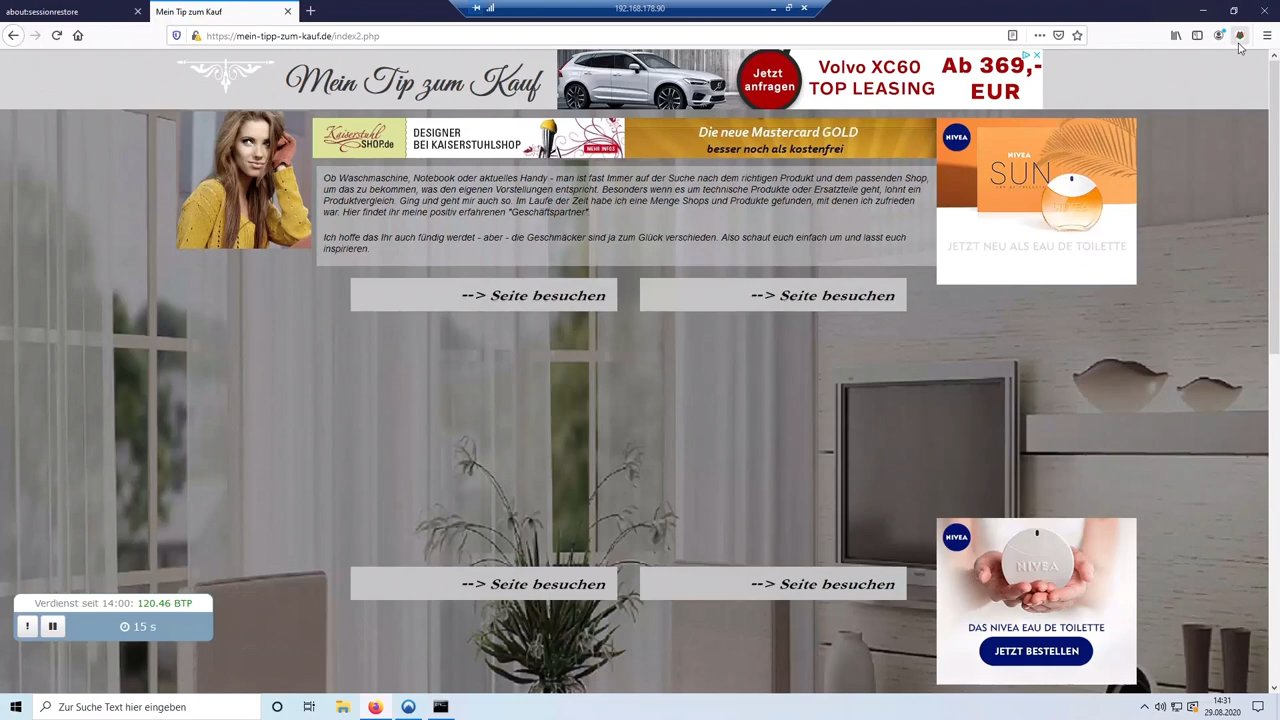 about:sessionrestore
Mein Tip zum Kauf
192.168.178.90
https://mein-tipp-zum-kauf.de/index2.php
Mein Tip zum Kauf
Jetzt anfragen
Volvo XC60
TOP LEASING
Ab 369,-
EUR
Kaiserstuhl
SHOP.de
DESIGNER
BEI KAISERSTUHLSHOP
MEHR INFOS
Die neue Mastercard GOLD
besser noch als kostenfrei
NIVEA
NIVEA
SUN
JETZT NEU ALS EAU DE TOILETTE
Ob Waschmaschine, Notebook oder aktuelles Handy - man ist fast Immer auf der Suche nach dem richtigen Produkt und dem passenden Shop,
um das zu bekommen, was den eigenen Vorstellungen entspricht. Besonders wenn es um technische Produkte oder Ersatzteile geht, lohnt ein
Produktvergleich. Ging und geht mir auch so. Im Laufe der Zeit habe ich eine Menge Shops und Produkte gefunden, mit denen ich zufrieden
war. Hier findet ihr meine positiv erfahrenen "Geschäftspartner".
Ich hoffe das Ihr auch fündig werdet - aber - die Geschmäcker sind ja zum Glück verschieden. Also schaut euch einfach um und lasst euch
inspirieren.
--> Seite besuchen
--> Seite besuchen
--> Seite besuchen
--> Seite besuchen
NIVEA
NIVEA
DAS NIVEA EAU DE TOILETTE
JETZT BESTELLEN
Verdienst seit 14:00: 120.46 BTP
! 15 s
Zur Suche Text hier eingeben
14:31
29.08.2020